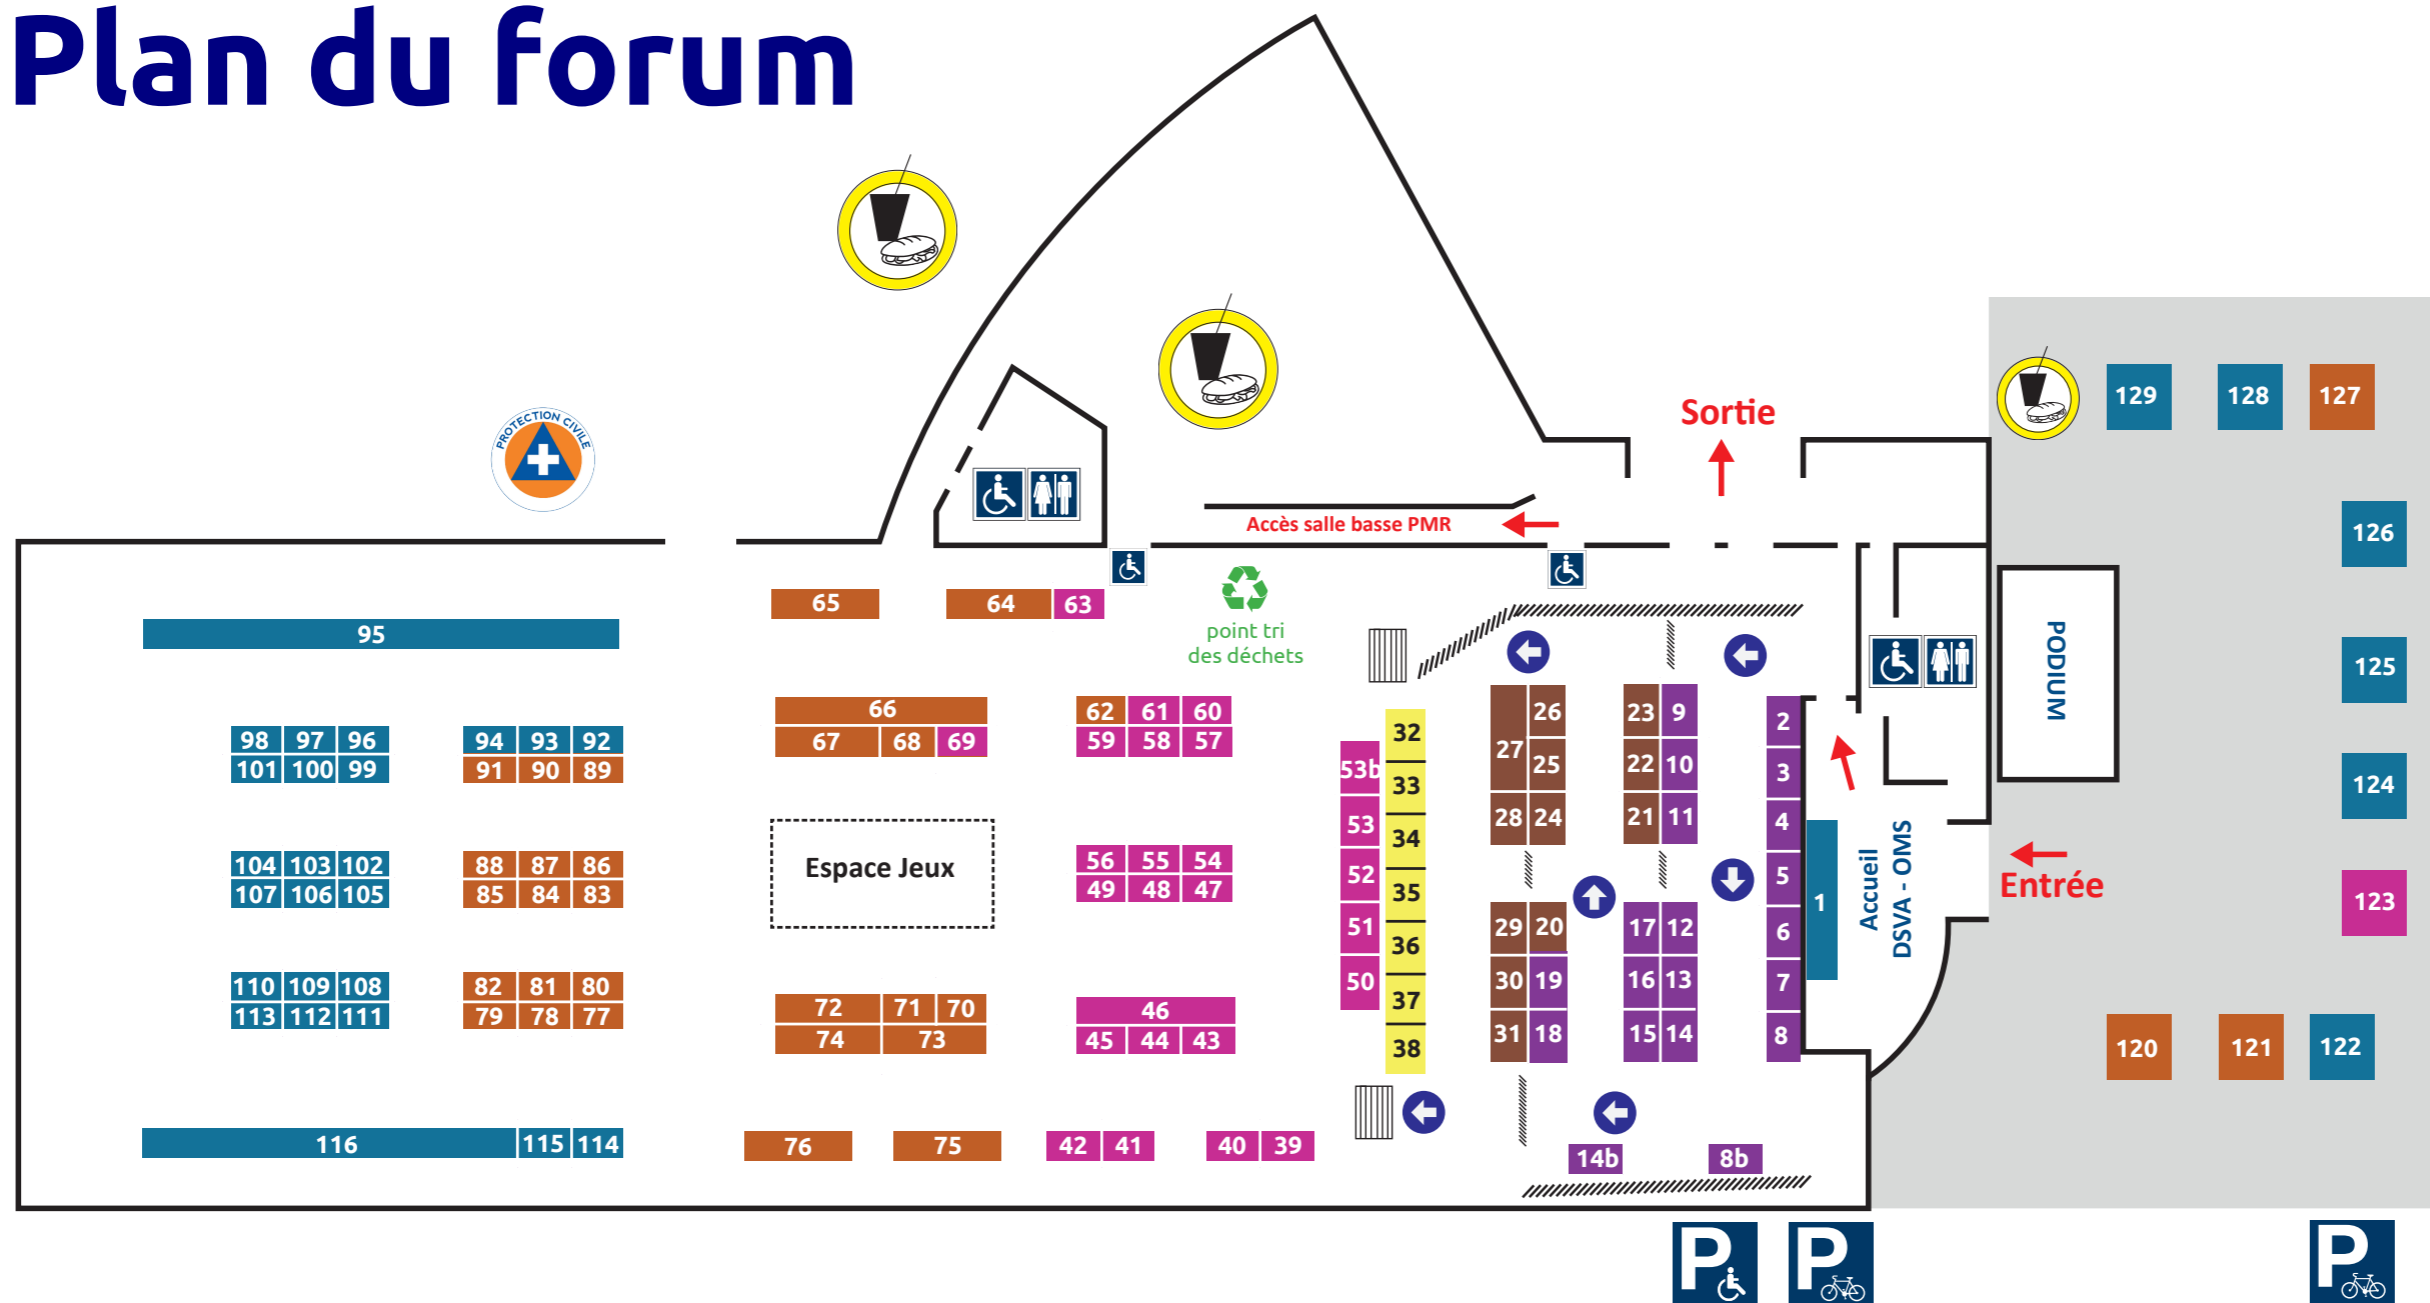 Plan du forum
PROTECTION CIVILE
Sortie
129 128 127
126
125
124
123
120 121 122
Accès salle basse PMR
PODIUM
Entrée
Accueil
DSVA - OMS
1
point tri
des déchets
65 64 63
95
66
67 68 69
62 61 60
59 58 57
98 97 96
101 100 99
94 93 92
91 90 89
Espace Jeux
104 103 102
107 106 105
88 87 86
85 84 83
56 55 54
49 48 47
110 109 108
113 112 111
82 81 80
79 78 77
72 71 70
74 73
46
45 44 43
116 115 114
76 75 42 41 40 39
53b
53
52
51
50
32
33
34
35
36
37
38
27 26
25
28 24
29 20
30 19
31 18
23 9
22 10
21 11
17 12
16 13
15 14
2
3
4
5
6
7
8
14b 8b
P P P